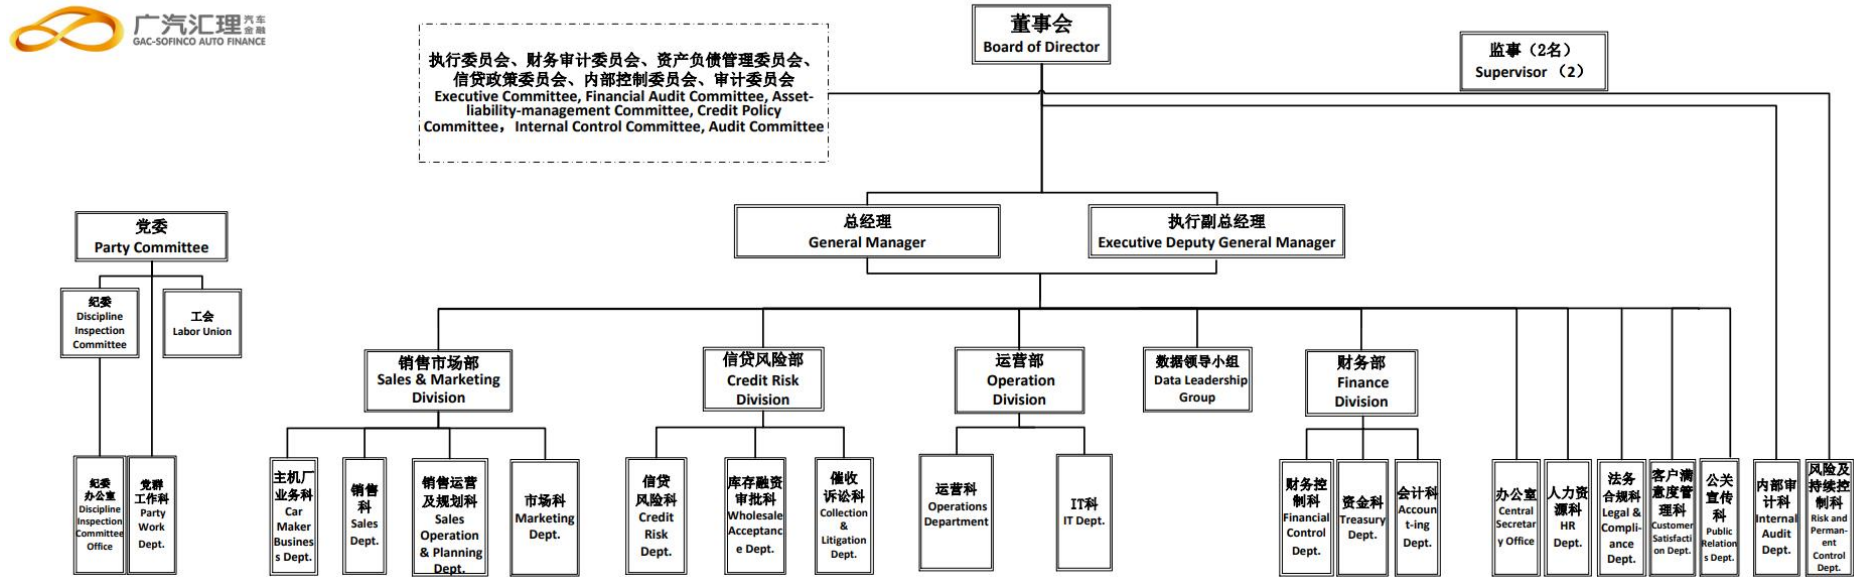 广汽汇理 汽车金融
GAC-SOFINCO AUTO FINANCE
董事会
Board of Director
监事（2名）
Supervisor （2）
执行委员会、财务审计委员会、资产负债管理委员会、
信贷政策委员会、内部控制委员会、审计委员会
Executive Committee, Financial Audit Committee, Asset-
liability-management Committee, Credit Policy
Committee，Internal Control Committee, Audit Committee
总经理
General Manager
执行副总经理
Executive Deputy General Manager
党委
Party Committee
纪委
Discipline
Inspection
Committee
工会
Labor Union
销售市场部
Sales & Marketing
Division
信贷风险部
Credit Risk
Division
运营部
Operation
Division
数据领导小组
Data Leadership
Group
财务部
Finance
Division
纪委
办公室
Discipline
Inspection
Committee
Office
党群
工作科
Party
Work
Dept.
主机厂
业务科
Car
Maker
Busines
s Dept.
销售
科
Sales
Dept.
销售运营
及规划科
Sales
Operation
& Planning
Dept.
市场科
Marketing
Dept.
信贷
风险科
Credit
Risk
Dept.
库存融资
审批科
Wholesale
Acceptanc
e Dept.
催收
诉讼科
Collection
&
Litigation
Dept.
运营科
Operations
Department
IT科
IT Dept.
财务控
制科
Financial
Control
Dept.
资金科
Treasury
Dept.
会计科
Account
t-ing
Dept.
办公室
Central
Secretar
y Office
人力资
源科
HR
Dept.
法务
合规科
Legal &
Compli-
ance
Dept.
客户满
意度管
理科
Customer
Satisfacti
on Dept.
公关
宣传
科
Public
Relation
s Dept.
内部审
计科
Internal
Audit
Dept.
风险及
持续控
制科
Risk and
Perman-
ent
Control
Dept.